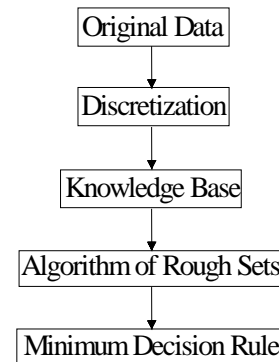 Original Data
Discretization
Knowledge Base
Algorithm of Rough Sets
Minimum Decision Rule